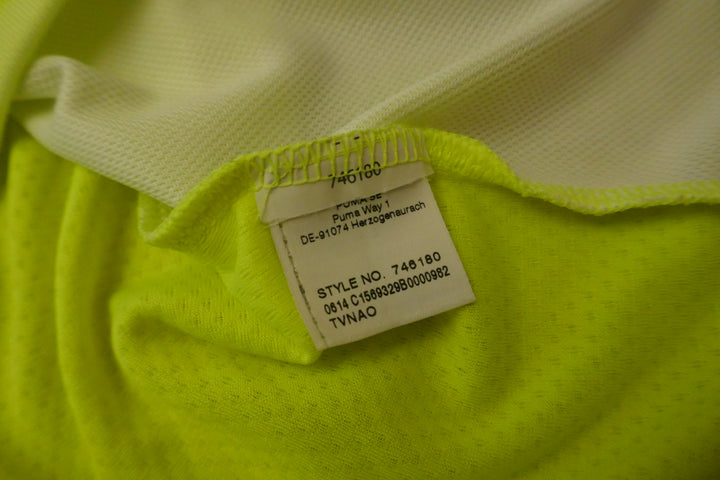 746180
PUMA SE
Puma Way 1
DE-91074 Herzogenaurach
STYLE NO. 746180
0614 C1569329B0000982
TVNAO